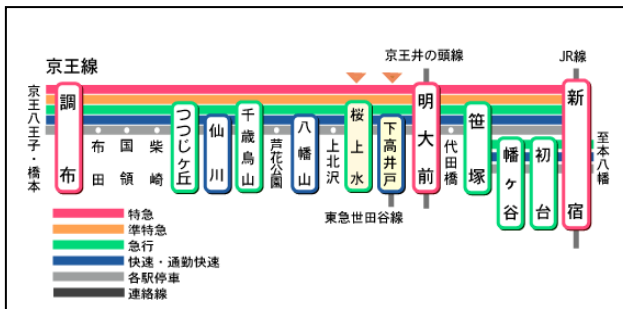 京王線
京王井の頭線
JR線
京王八王子・橋本
調布
布田
国領
柴崎
つつじヶ丘
仙川
千歳烏山
芦花公園
八幡山
上北沢
桜上水
下高井戸
明大前
代田橋
笹塚
幡ヶ谷
初台
新宿
至本八幡
東急世田谷線
特急
準特急
急行
快速・通勤快速
各駅停車
連絡線